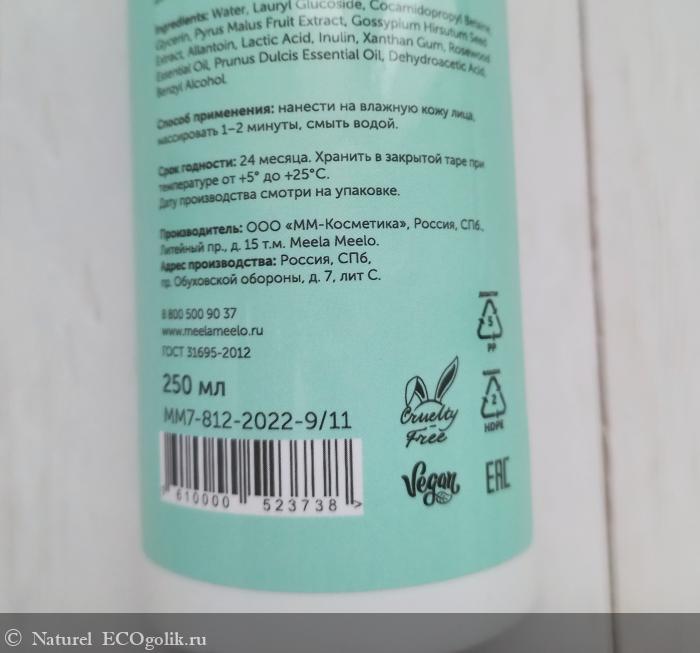 Ingredients: Water, Lauryl Glucoside, Cocamidopropyl Betaine,
Glycerin, Pyrus Malus Fruit Extract, Gossypium Hirsutum Seed
Extract, Allantoin, Lactic Acid, Inulin, Xanthan Gum, Rosewood
Essential Oil, Prunus Dulcis Essential Oil, Dehydroacetic Acid,
Benzyl Alcohol
Способ применения: нанести на влажную кожу лица,
массировать 1–2 минуты, смыть водой.
Срок годности: 24 месяца. Хранить в закрытой таре при
температуре от +5° до +25°С.
Дату производства смотри на упаковке.
Производитель: ООО «ММ-Косметика», Россия, СПб.,
Литейный пр., д. 15 т.м. Meela Meelo.
Адрес производства: Россия, СПб,
пр. Обуховской обороны, д. 7, лит С.
8 800 500 90 37
www.meelameelo.ru
ГОСТ 31695-2012
250 мл
ММ7-812-2022-9/11
610000 523738 >
5
PP
2
HDPE
Cruelty
Free
Vegan
EAC
© Naturel ECOgolik.ru